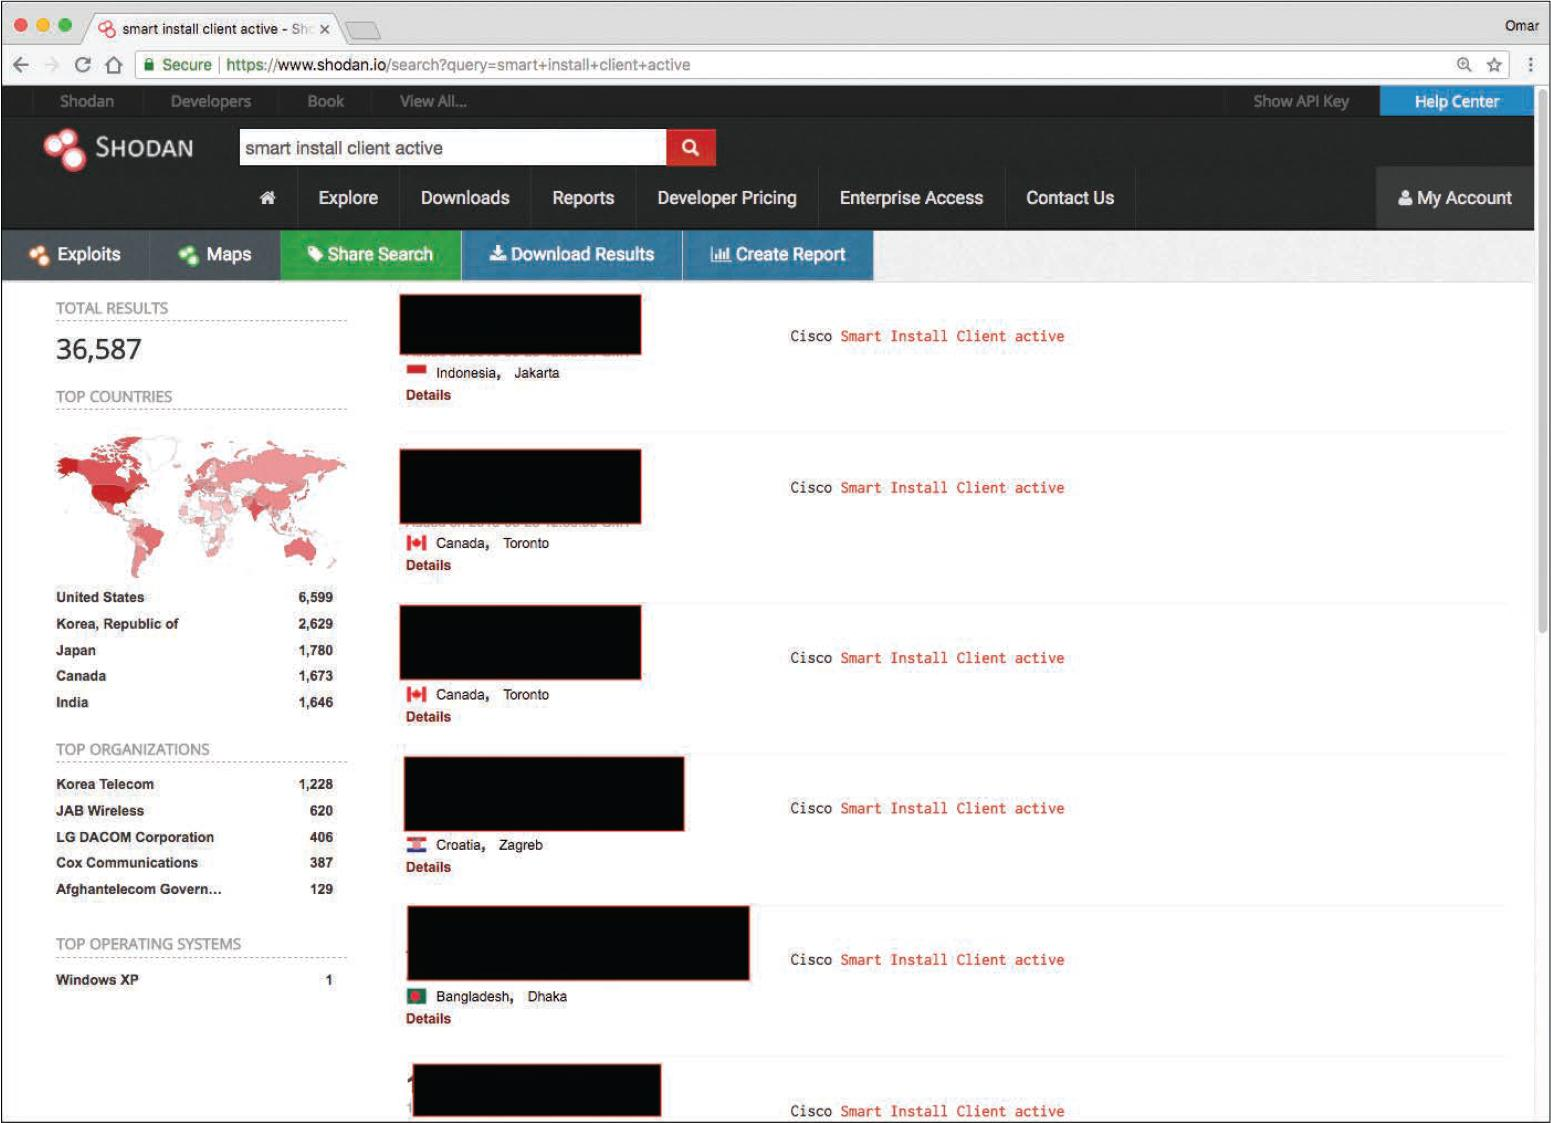 smart install client active - Sho
Omar
Secure https://www.shodan.io/search?query=smart+install+client+active
Shodan Developers Book View All... Show API Key Help Center
SHODAN smart install client active
Explore Downloads Reports Developer Pricing Enterprise Access Contact Us My Account
Exploits Maps Share Search Download Results Create Report
TOTAL RESULTS
36,587
TOP COUNTRIES
United States 6,599
Korea, Republic of 2,629
Japan 1,780
Canada 1,673
India 1,646
TOP ORGANIZATIONS
Korea Telecom 1,228
JAB Wireless 620
LG DACOM Corporation 406
Cox Communications 387
Afghantelecom Govern... 129
TOP OPERATING SYSTEMS
Windows XP 1
Cisco Smart Install Client active
Indonesia, Jakarta
Details
Cisco Smart Install Client active
Canada, Toronto
Details
Cisco Smart Install Client active
Canada, Toronto
Details
Cisco Smart Install Client active
Croatia, Zagreb
Details
Cisco Smart Install Client active
Bangladesh, Dhaka
Details
Cisco Smart Install Client active